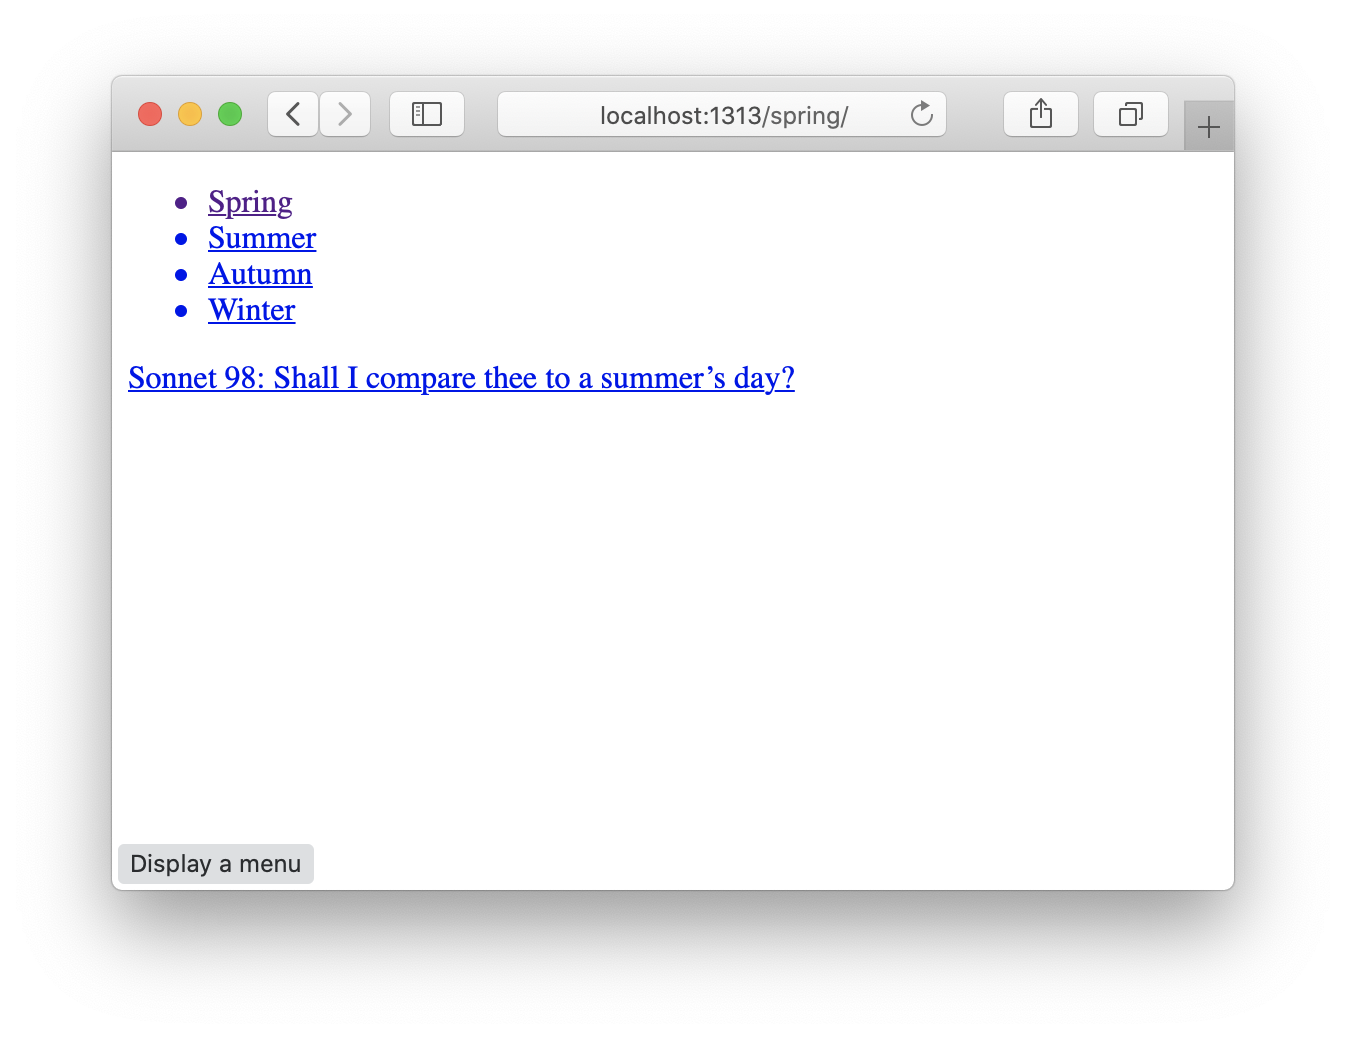 localhost:1313/spring/
Spring
Summer
Autumn
Winter
Sonnet 98: Shall I compare thee to a summer’s day?
Display a menu